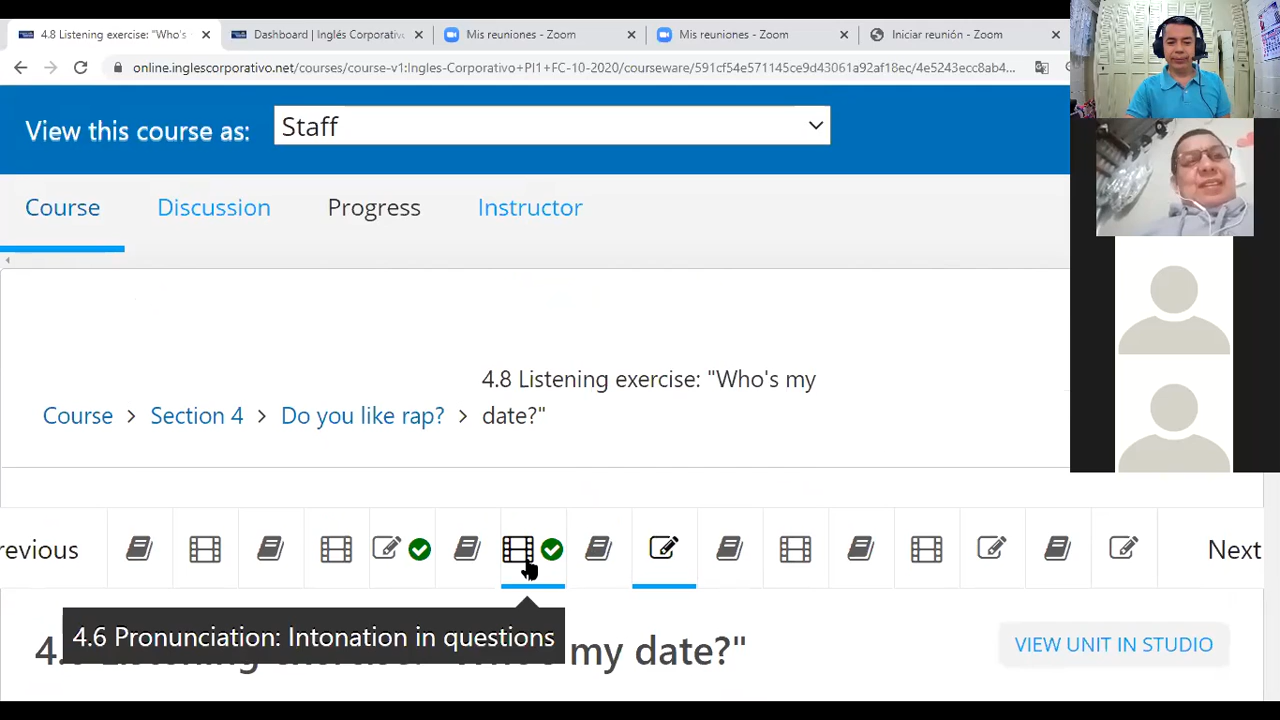 4.8 Listening exercise: "Who's
Dashboard | Inglés Corporativ
Mis reuniones - Zoom
Mis reuniones - Zoom
Iniciar reunión - Zoom
online.inglescorporativo.net/courses/course-v1:Ingles-Corporativo+PI1+FC-10-2020/courseware/591cf54e571145ce9d43061a92af18ec/4e5243ecc8ab4...
View this course as:
Staff
Course
Discussion
Progress
Instructor
4.8 Listening exercise: "Who's my
Course > Section 4 > Do you like rap? > date?"
revious
Next
4.6 Pronunciation: Intonation in questions
4.
my date?"
VIEW UNIT IN STUDIO